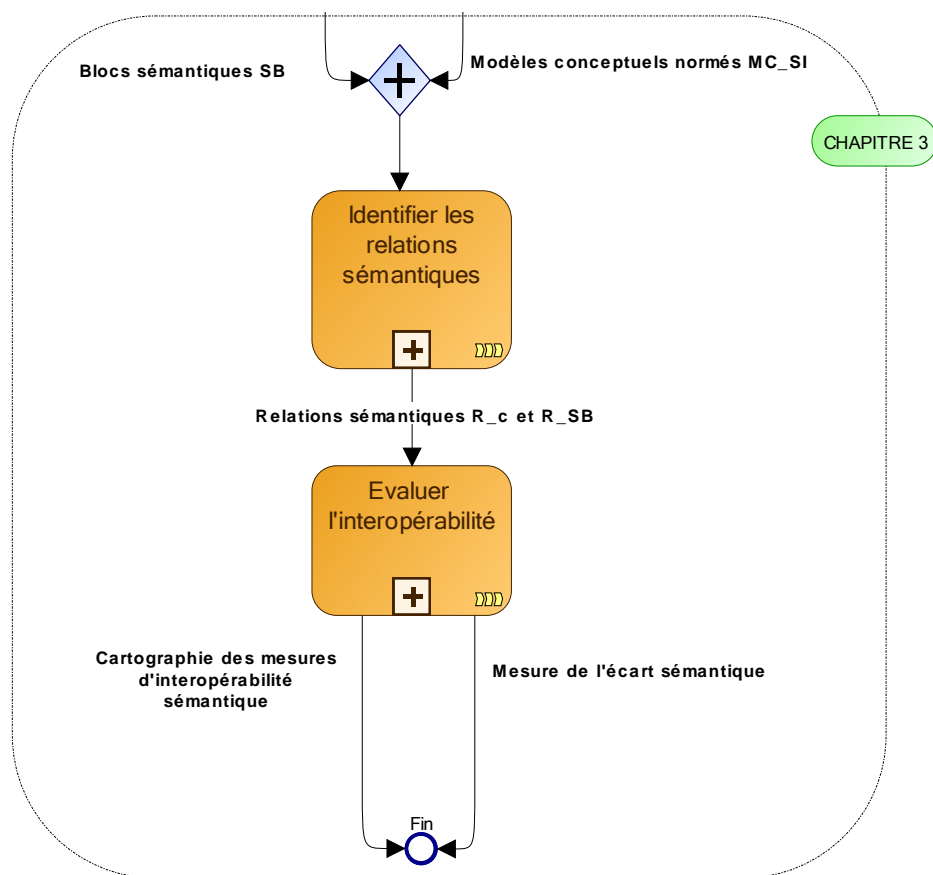 Blocs sémantiques SB
Modèles conceptuels normés MC_SI
CHAPITRE 3
Identifier les
relations
sémantiques
Relations sémantiques R_c et R_SB
Evaluer
l'interopérabilité
Cartographie des mesures
d'interopérabilité
sémantique
Mesure de l'écart sémantique
Fin